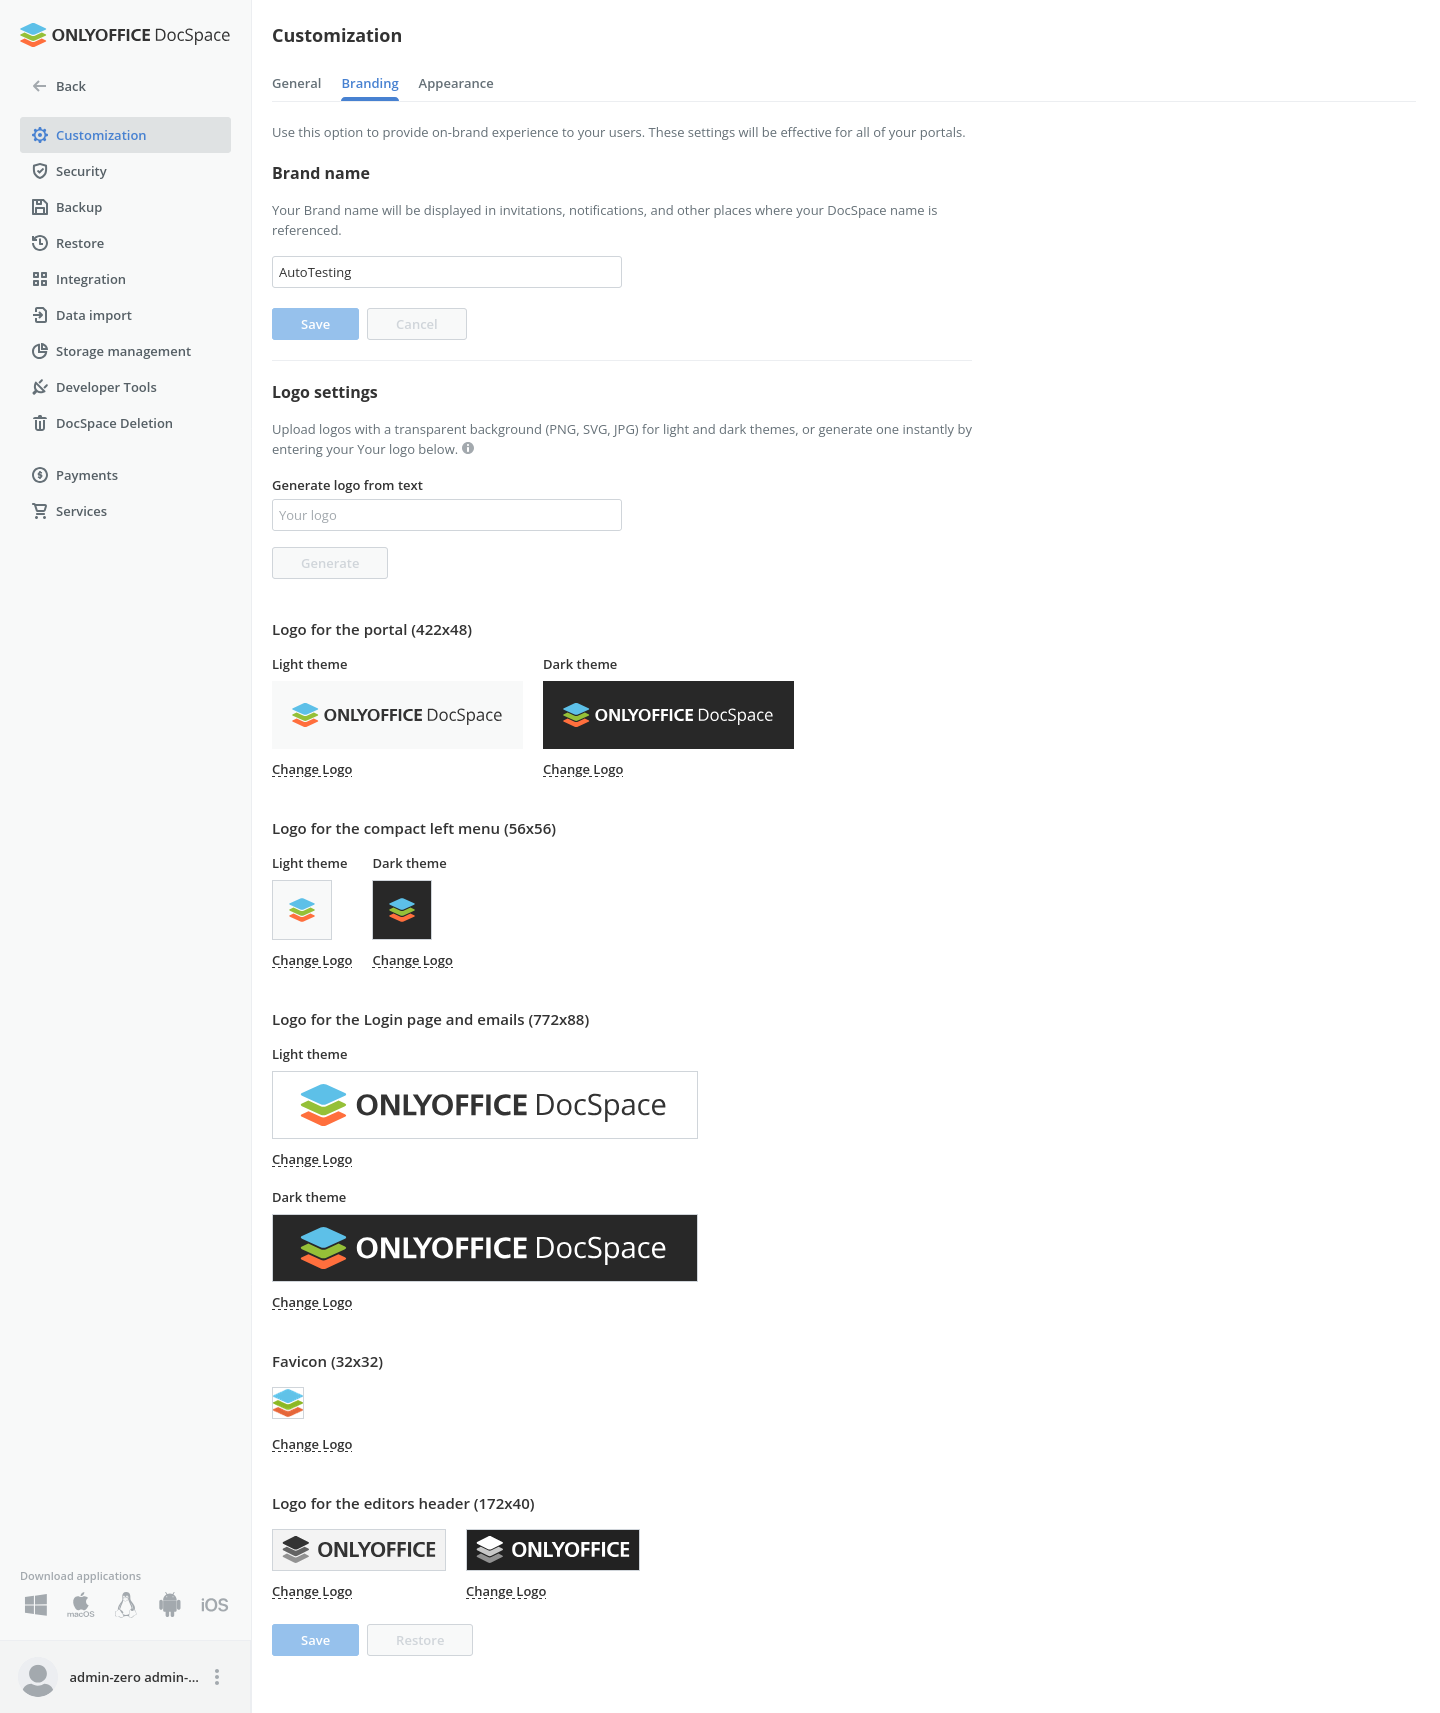 ONLYOFFICE DocSpace
Back
Customization
Security
Backup
Restore
Integration
Data import
Storage management
Developer Tools
DocSpace Deletion
Payments
Services
Download applications
macOS
iOS
admin-zero admin-...
Customization
General Branding Appearance
Use this option to provide on-brand experience to your users. These settings will be effective for all of your portals.
Brand name
Your Brand name will be displayed in invitations, notifications, and other places where your DocSpace name is
referenced.
AutoTesting
Save Cancel
Logo settings
Upload logos with a transparent background (PNG, SVG, JPG) for light and dark themes, or generate one instantly by
entering your Your logo below.
Generate logo from text
Your logo
Generate
Logo for the portal (422x48)
Light theme Dark theme
ONLYOFFICE DocSpace ONLYOFFICE DocSpace
Change Logo Change Logo
Logo for the compact left menu (56x56)
Light theme Dark theme
Change Logo Change Logo
Logo for the Login page and emails (772x88)
Light theme
ONLYOFFICE DocSpace
Change Logo
Dark theme
ONLYOFFICE DocSpace
Change Logo
Favicon (32x32)
Change Logo
Logo for the editors header (172x40)
ONLYOFFICE ONLYOFFICE
Change Logo Change Logo
Save Restore